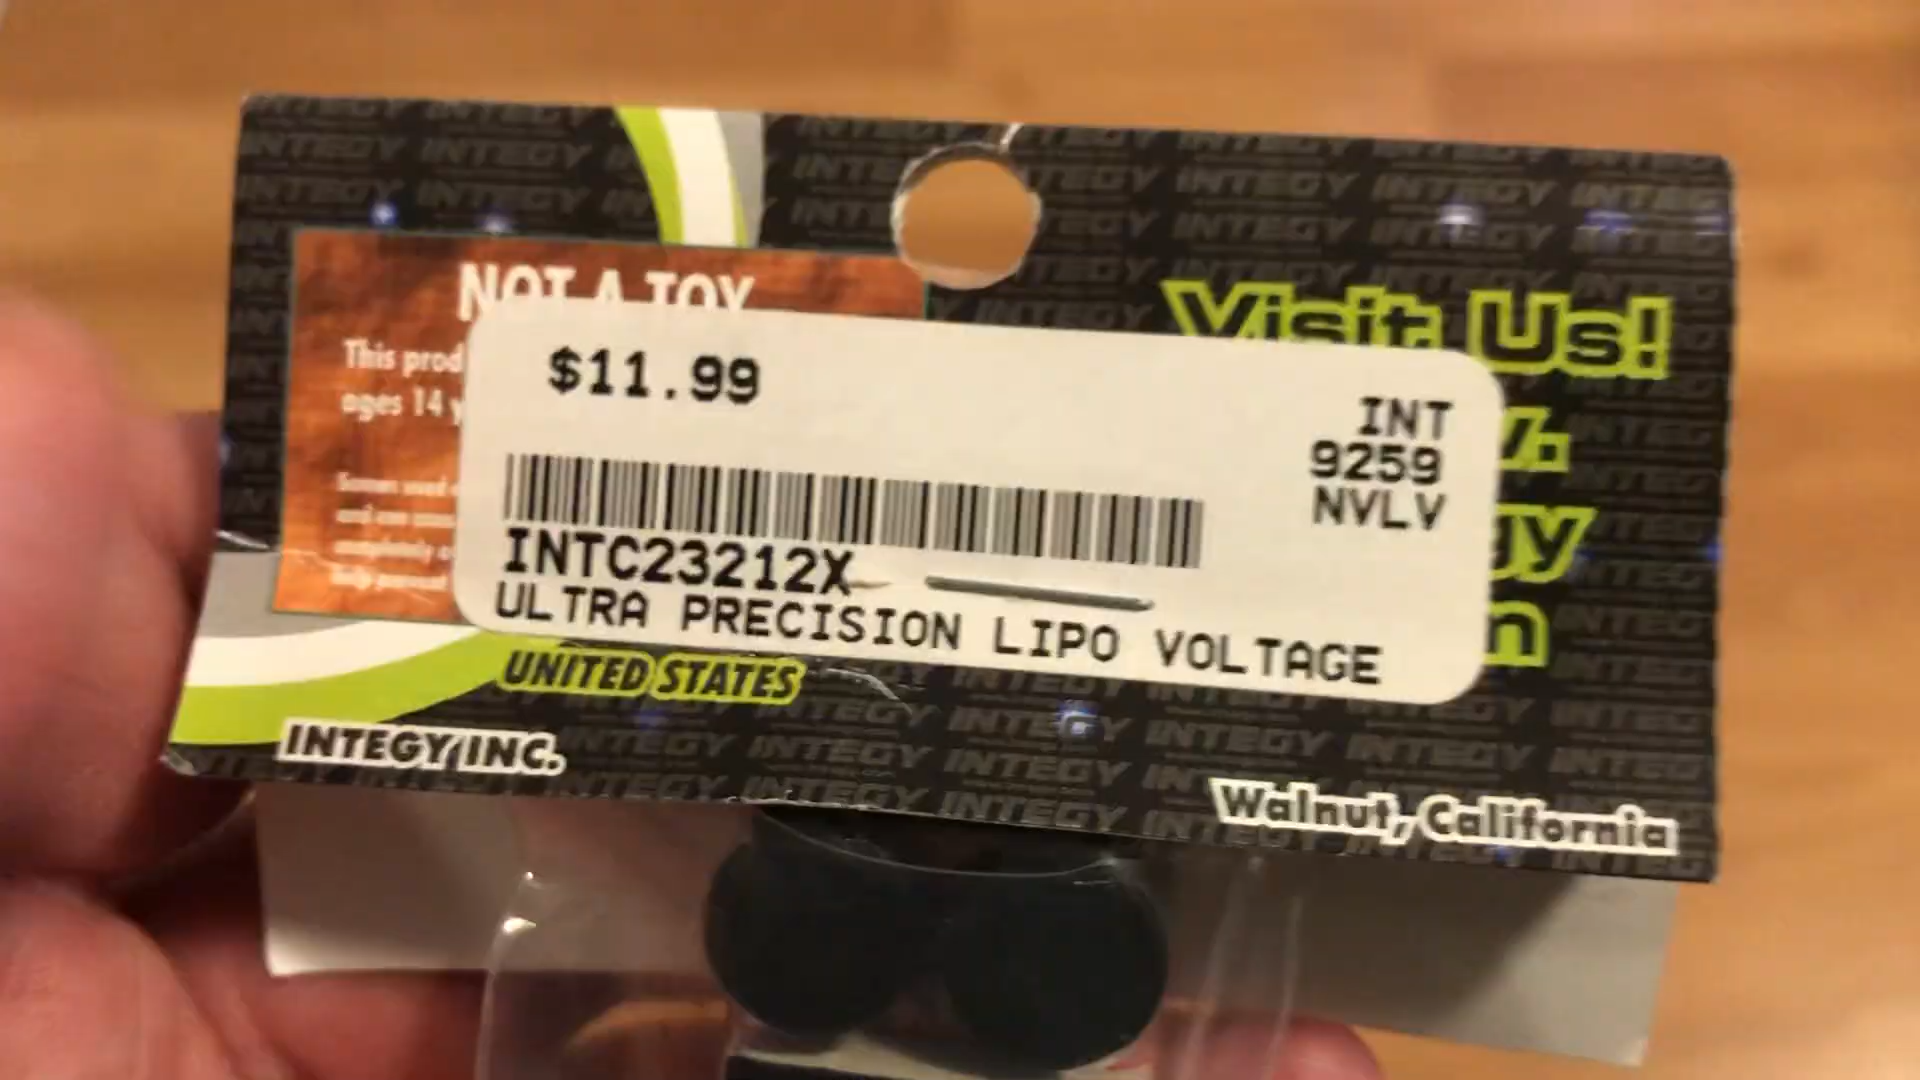 NOT A TOY
This prod
ages 14 y
Visit Us!
$11.99
INT
9259
NVLV
INTC23212X
ULTRA PRECISION LIPO VOLTAGE
UNITED STATES
INTEGY INC.
Walnut, California